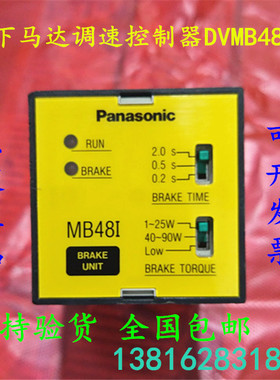 下马达调速控制器DVMB48
Panasonic
RUN
BRAKE
2.0 s
0.5 s
0.2 s
BRAKE TIME
MB48I
1~25W
40~90W
Low
BRAKE UNIT
BRAKE TORQUE
持验货 全国包邮
1381628318